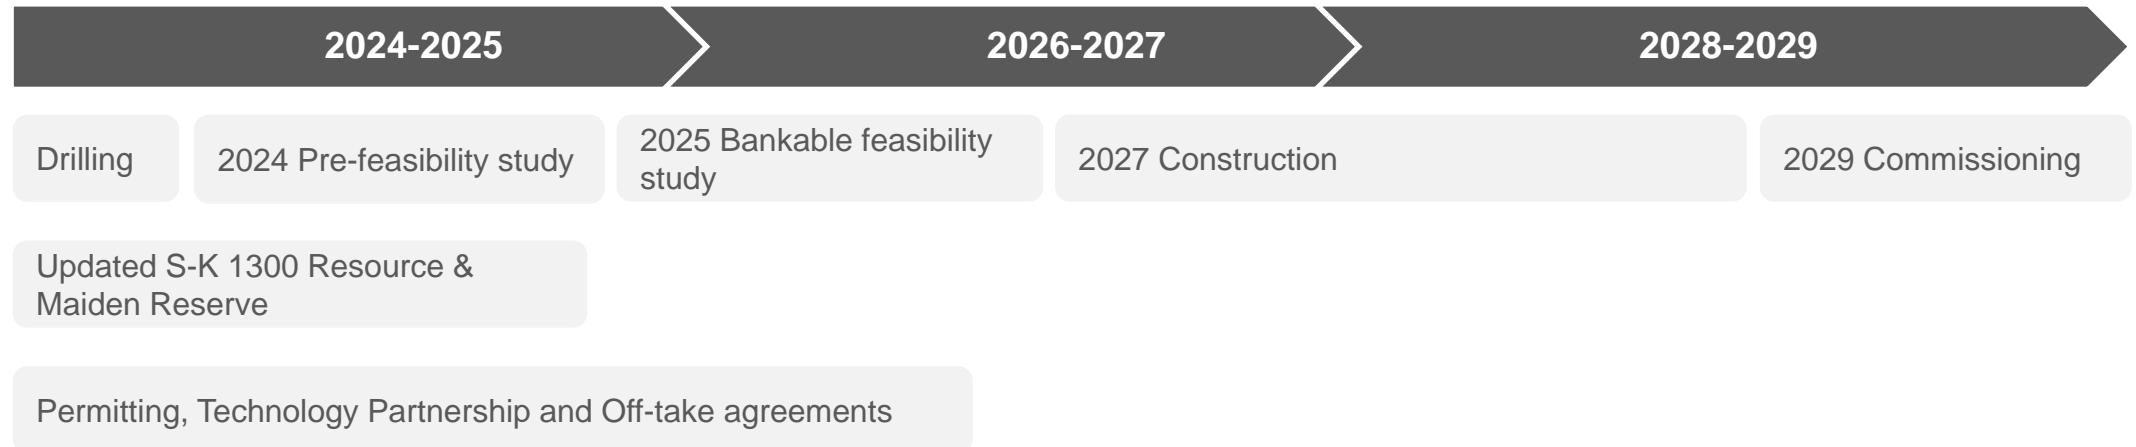 2024-2025
2026-2027
2028-2029
Drilling
2024 Pre-feasibility study
2025 Bankable feasibility
study
2027 Construction
2029 Commissioning
Updated S-K 1300 Resource &
Maiden Reserve
Permitting, Technology Partnership and Off-take agreements